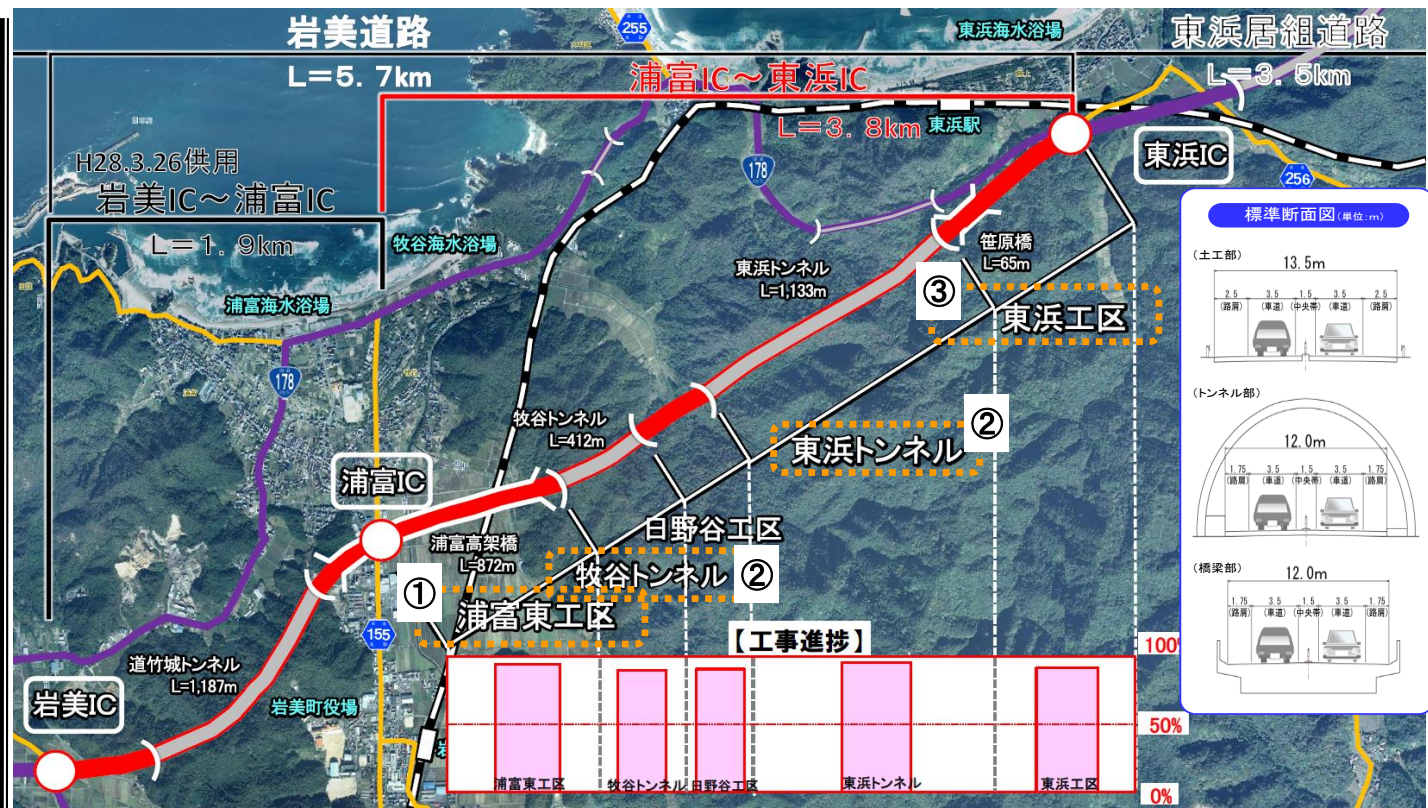 岩美道路
L=5.7km
255
東浜海水浴場
東浜居組道路
L=3.5km
浦富IC～東浜IC
L=3.8km
東浜駅
H28.3.26供用
岩美IC～浦富IC
L=1.9km
牧谷海水浴場
浦富海水浴場
178
178
東浜IC
256
笹原橋
L=65m
東浜トンネル
L=1,133m
③
東浜工区
牧谷トンネル
L=412m
②
東浜トンネル
浦富IC
浦富高架橋
L=872m
日野谷工区
牧谷トンネル
②
①
浦富東工区
155
道竹城トンネル
L=1,187m
岩美IC
岩美町役場
【工事進捗】
100%
50%
0%
浦富東工区
牧谷トンネル
日野谷工区
東浜トンネル
東浜工区
標準断面図(単位:m)
(土工部)
13.5m
2.5 3.5 1.5 3.5 2.5
(路肩) (車道) (中央帯) (車道) (路肩)
(トンネル部)
12.0m
1.75 3.5 1.5 3.5 1.75
(路肩) (車道) (中央帯) (車道) (路肩)
(橋梁部)
12.0m
1.75 3.5 1.5 3.5 1.75
(路肩) (車道) (中央帯) (車道) (路肩)